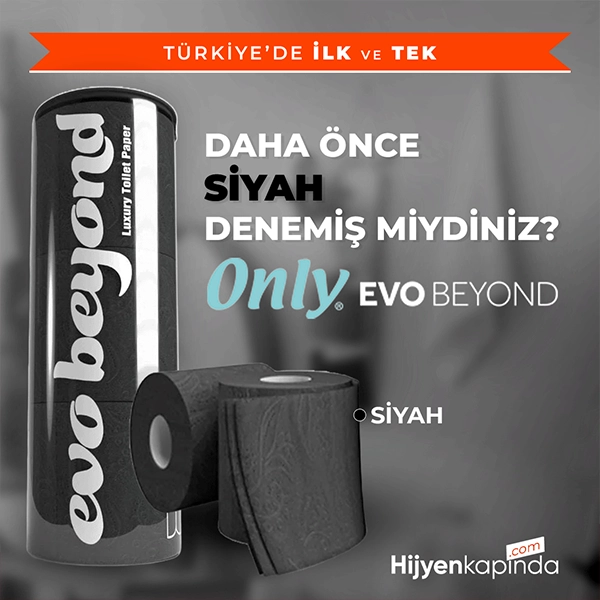 TÜRKİYE'DE İLK VE TEK
DAHA ÖNCE
SİYAH
DENEMİŞ MİYDİNİZ?
Only® EVO BEYOND
evo beyond
Luxury Toilet Paper
SİYAH
Hijyenkapinda
.com